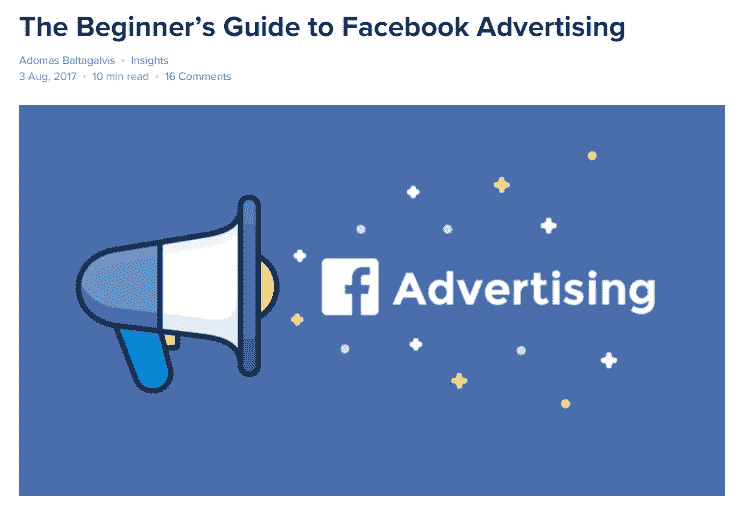 The Beginner’s Guide to Facebook Advertising
Adomas Baltagalvis • Insights
3 Aug, 2017 • 10 min read • 16 Comments
f Advertising